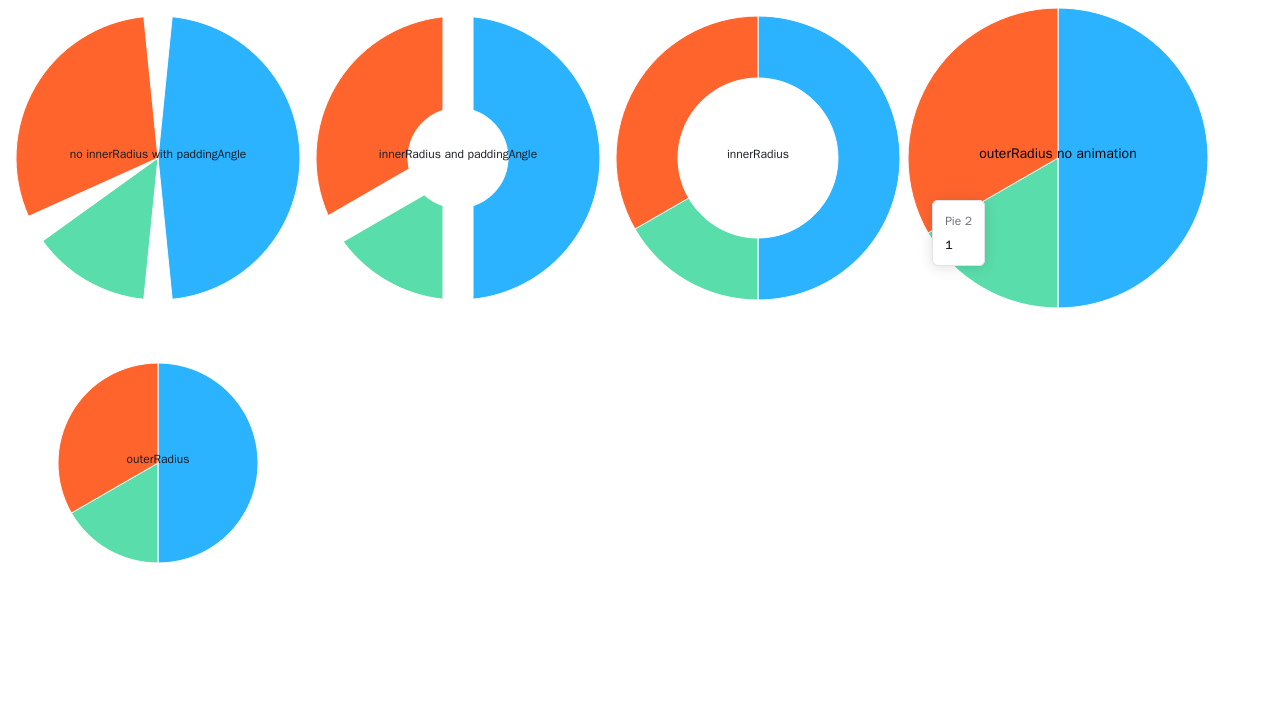 no innerRadius with paddingAngle
innerRadius and paddingAngle
innerRadius
outerRadius no animation
Pie 2
1
outerRadius